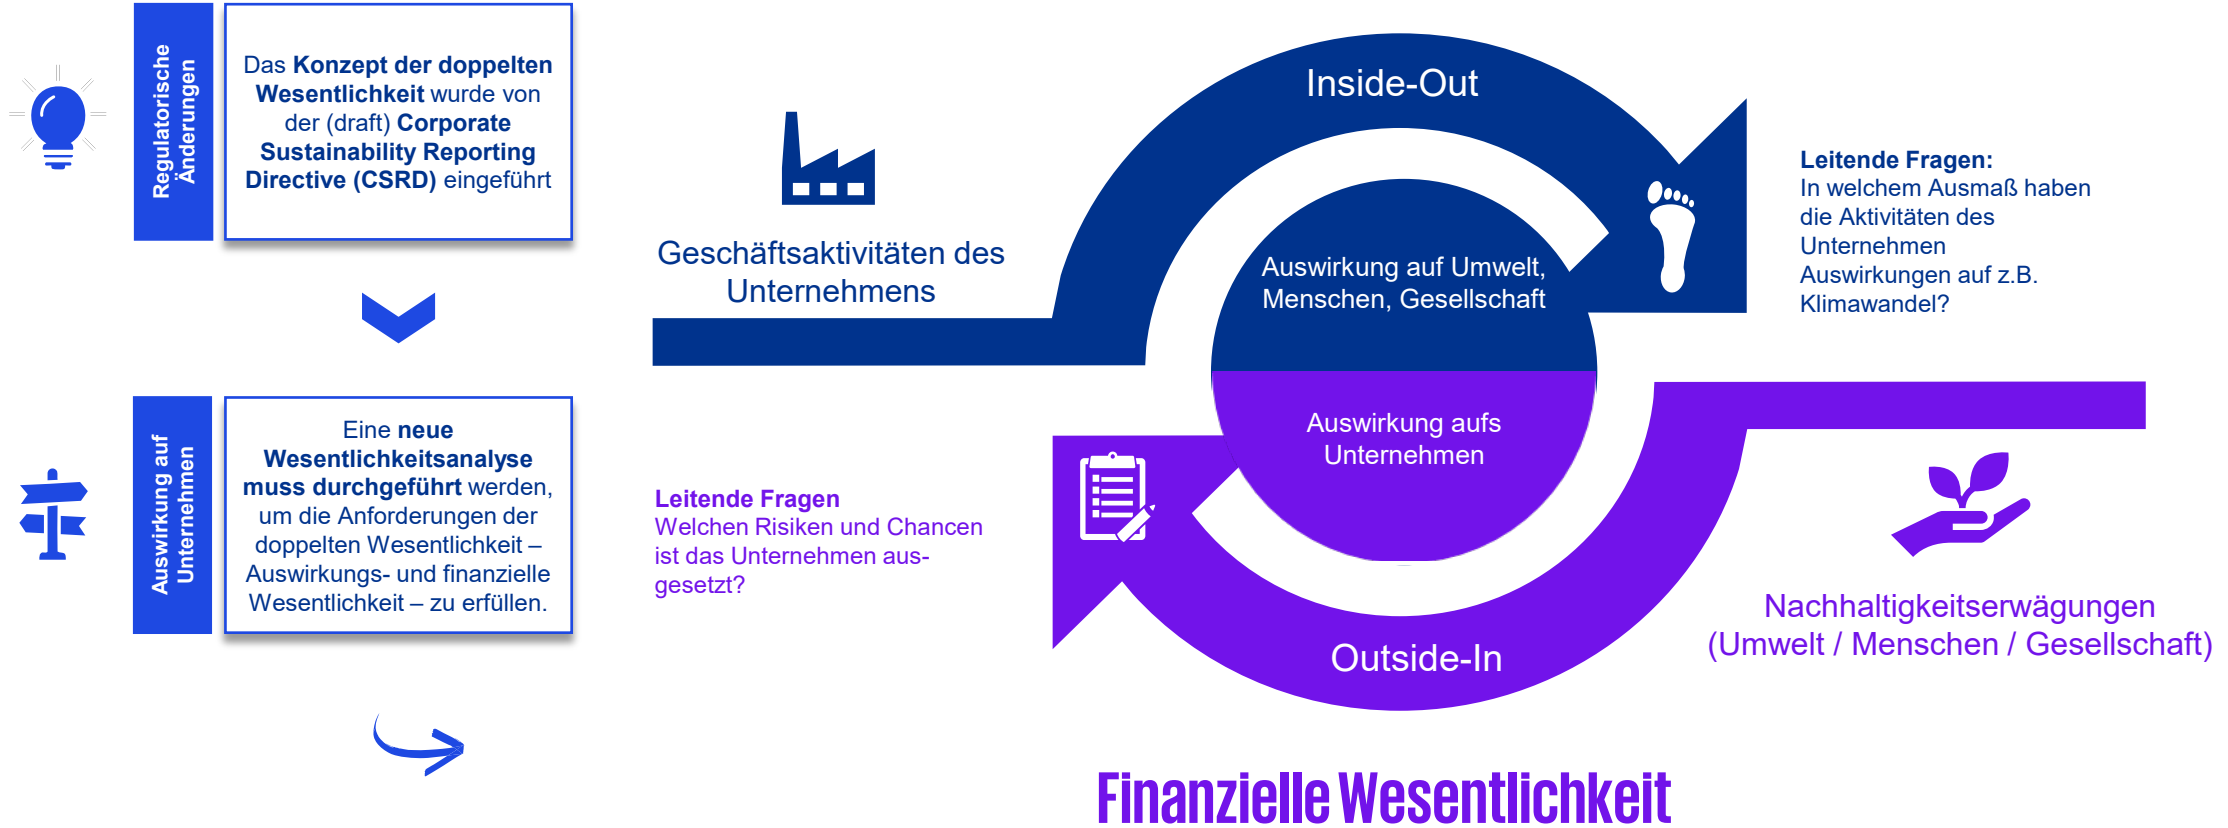 Regulatorische
Änderungen
Das Konzept der doppelten
Wesentlichkeit wurde von
der (draft) Corporate
Sustainability Reporting
Directive (CSRD) eingeführt
Auswirkung auf
Unternehmen
Eine neue
Wesentlichkeitsanalyse
muss durchgeführt werden,
um die Anforderungen der
doppelten Wesentlichkeit –
Auswirkungs- und finanzielle
Wesentlichkeit – zu erfüllen.
Geschäftsaktivitäten des
Unternehmens
Inside-Out
Auswirkung auf Umwelt,
Menschen, Gesellschaft
Leitende Fragen:
In welchem Ausmaß haben
die Aktivitäten des
Unternehmen
Auswirkungen auf z.B.
Klimawandel?
Auswirkung aufs
Unternehmen
Leitende Fragen
Welchen Risiken und Chancen
ist das Unternehmen aus-
gesetzt?
Outside-In
Nachhaltigkeitserwägungen
(Umwelt / Menschen / Gesellschaft)
Finanzielle Wesentlichkeit